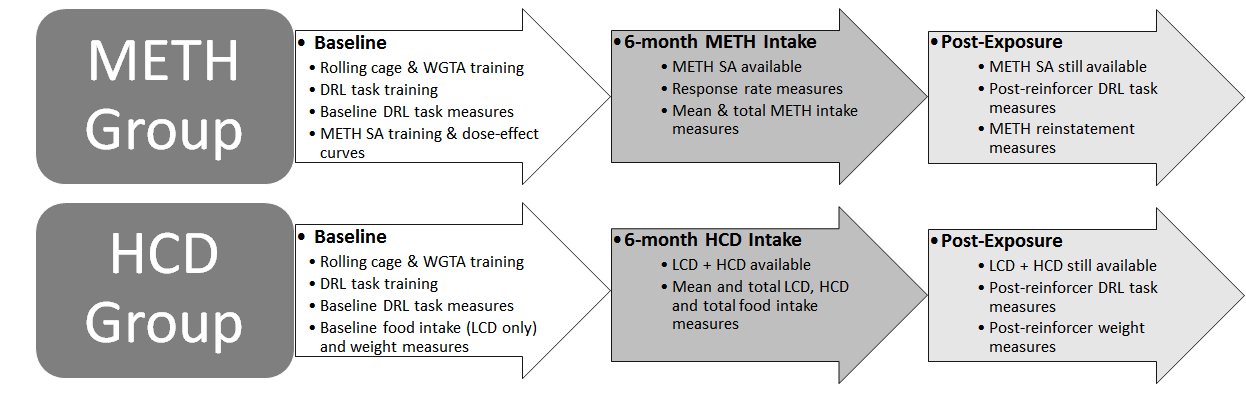 METH
Group
• Baseline
• Rolling cage & WGTA training
• DRL task training
• Baseline DRL task measures
• METH SA training & dose-effect
curves
• 6-month METH Intake
• METH SA available
• Response rate measures
• Mean & total METH intake
measures
• Post-Exposure
• METH SA still available
• Post-reinforcer DRL task
measures
• METH reinstatement
measures
HCD
Group
• Baseline
• Rolling cage & WGTA training
• DRL task training
• Baseline DRL task measures
• Baseline food intake (LCD only)
and weight measures
• 6-month HCD Intake
• LCD + HCD available
• Mean and total LCD, HCD
and total food intake
measures
• Post-Exposure
• LCD + HCD still available
• Post-reinforcer DRL task
measures
• Post-reinforcer weight
measures